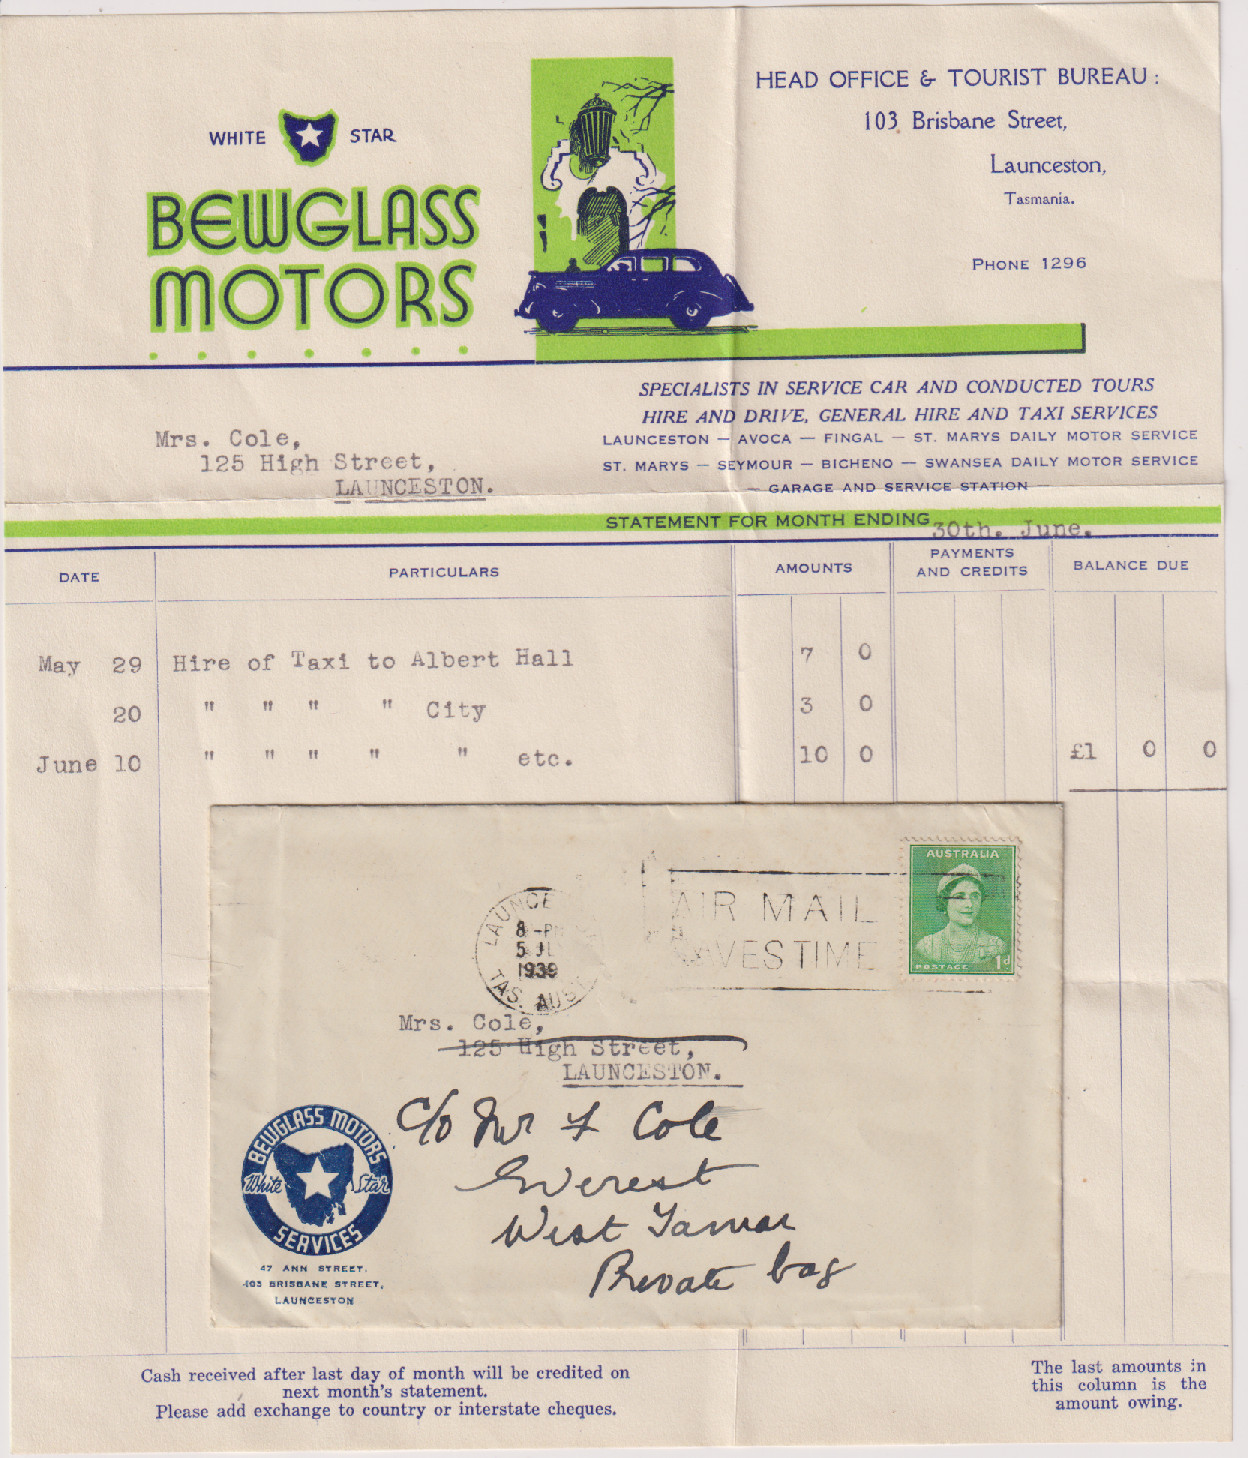 WHITE STAR
BEWGLASS
MOTORS
HEAD OFFICE & TOURIST BUREAU :
103 Brisbane Street,
Launceston,
Tasmania.
PHONE 1296
SPECIALISTS IN SERVICE CAR AND CONDUCTED TOURS
HIRE AND DRIVE, GENERAL HIRE AND TAXI SERVICES
LAUNCESTON — AVOCA — FINGAL — ST. MARYS DAILY MOTOR SERVICE
ST. MARYS — SEYMOUR — BICHENO — SWANSEA DAILY MOTOR SERVICE
— GARAGE AND SERVICE STATION —
Mrs. Cole,
125 High Street,
LAUNCESTON.
STATEMENT FOR MONTH ENDING 30th. June.
DATE PARTICULARS AMOUNTS PAYMENTS AND CREDITS BALANCE DUE
May 29 Hire of Taxi to Albert Hall 7 0
20 " " " " City 3 0
June 10 " " " " " etc. 10 0 £1 0 0
AUSTRALIA
POSTAGE 1d
AIR MAIL
SAVES TIME
LAUNCE
8 -PM
5 JL
1939
TAS. AUST
Mrs. Cole,
125 High Street,
LAUNCESTON.
c/o Mr F Cole
Everest
West Tamar
Private bag
BEWGLASS MOTORS
White Star
SERVICES
47 ANN STREET.
103 BRISBANE STREET,
LAUNCESTON
Cash received after last day of month will be credited on
next month's statement.
Please add exchange to country or interstate cheques.
The last amounts in
this column is the
amount owing.